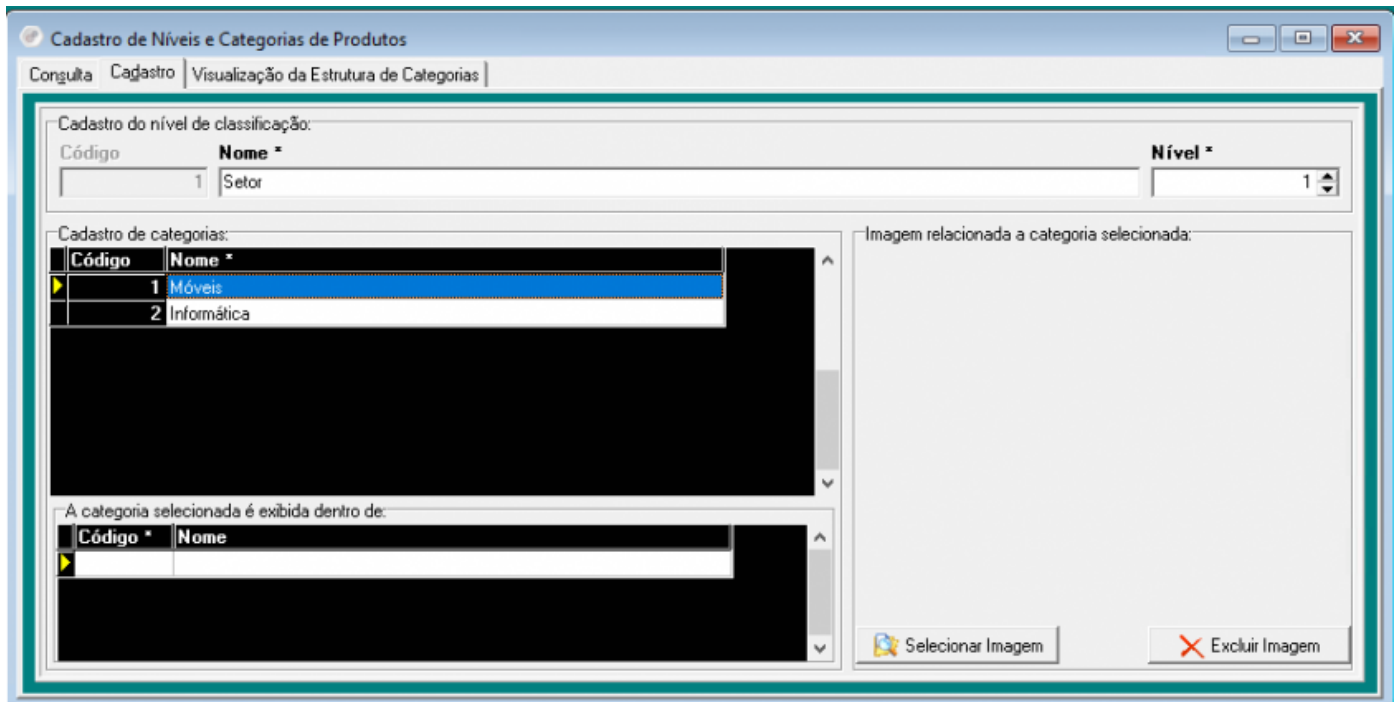 Cadastro de Níveis e Categorias de Produtos
Consulta Cadastro Visualização da Estrutura de Categorias
Cadastro do nível de classificação:
Código Nome * Nível *
1 Setor 1
Cadastro de categorias:
Código Nome *
1 Móveis
2 Informática
A categoria selecionada é exibida dentro de:
Código * Nome
Imagem relacionada a categoria selecionada:
Selecionar Imagem Excluir Imagem